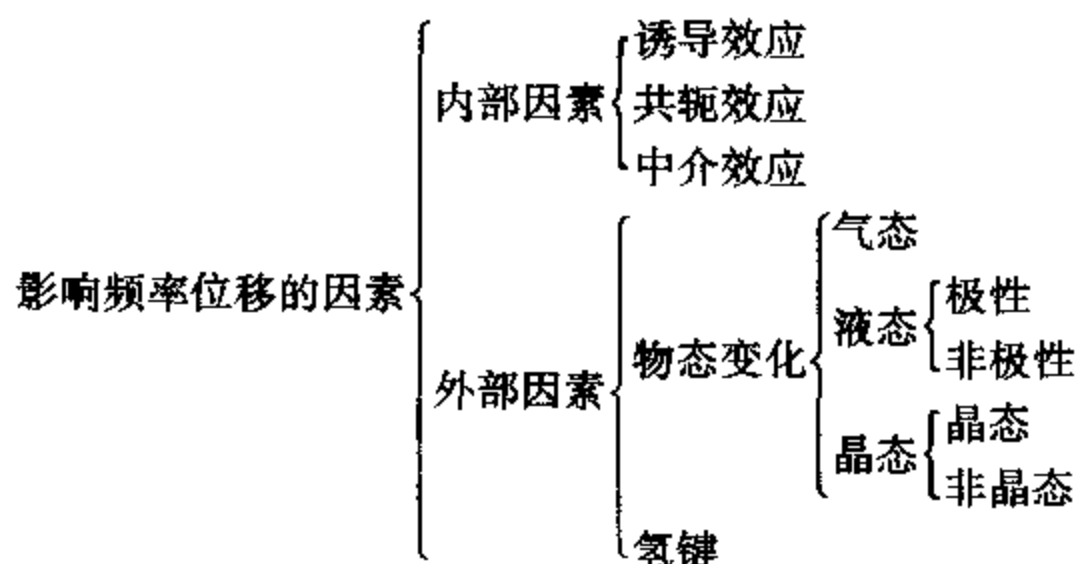 影响频率位移的因素
内部因素
诱导效应
共轭效应
中介效应
外部因素
物态变化
气态
液态
极性
非极性
晶态
晶态
非晶态
氢键